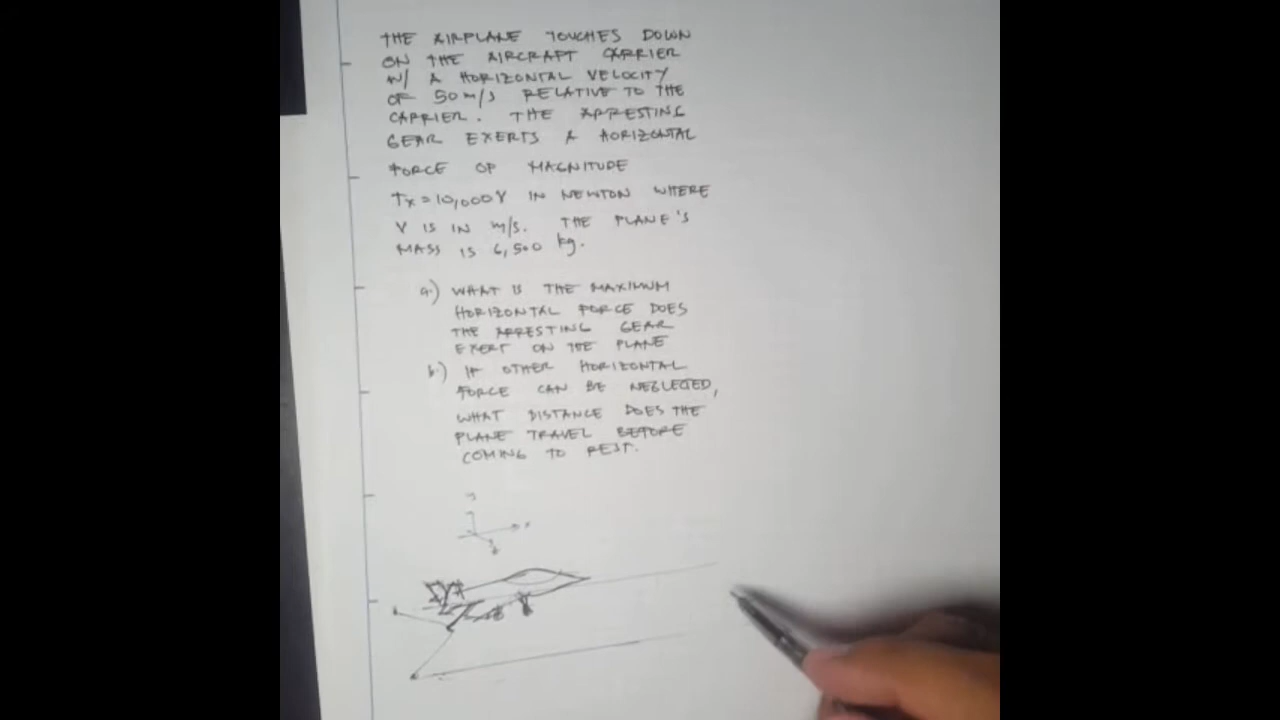 THE AIRPLANE TOUCHES DOWN
ON THE AIRCRAFT CARRIER
W/ A HORIZONTAL VELOCITY
OF 50 m/s RELATIVE TO THE
CARRIER. THE ARRESTING
GEAR EXERTS A HORIZONTAL
FORCE OF MAGNITUDE
Tx = 10,000V IN NEWTON WHERE
V IS IN m/s. THE PLANE'S
MASS IS 6,500 kg.
a.) WHAT IS THE MAXIMUM
HORIZONTAL FORCE DOES
THE ARRESTING GEAR
EXERT ON THE PLANE
b.) IF OTHER HORIZONTAL
FORCE CAN BE NEGLECTED,
WHAT DISTANCE DOES THE
PLANE TRAVEL BEFORE
COMING TO REST.
x